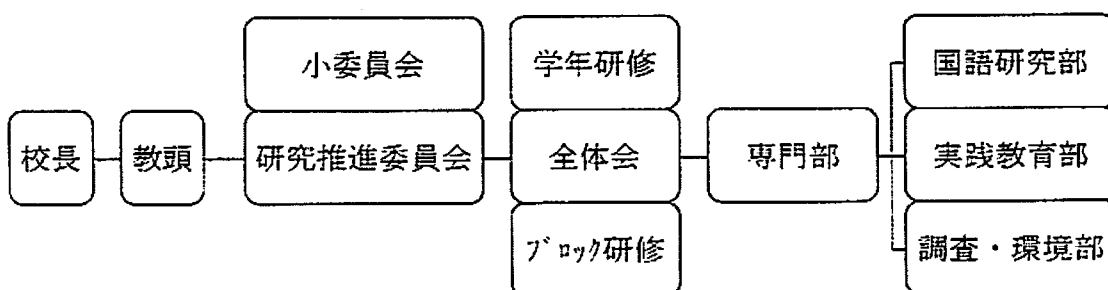 小委員会
学年研修
国語研究部
校長
教頭
研究推進委員会
全体会
専門部
実践教育部
ﾌﾞﾛｯｸ研修
調査・環境部